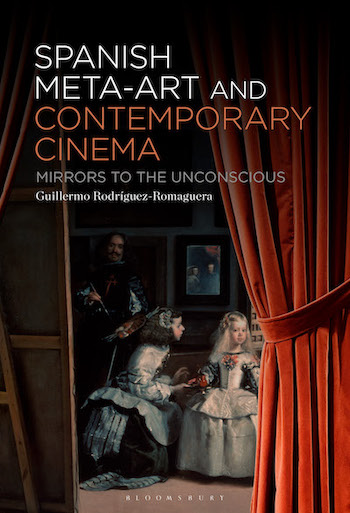 SPANISH
META-ART AND
CONTEMPORARY
CINEMA
MIRRORS TO THE UNCONSCIOUS
Guillermo Rodríguez-Romaguera
BLOOMSBURY